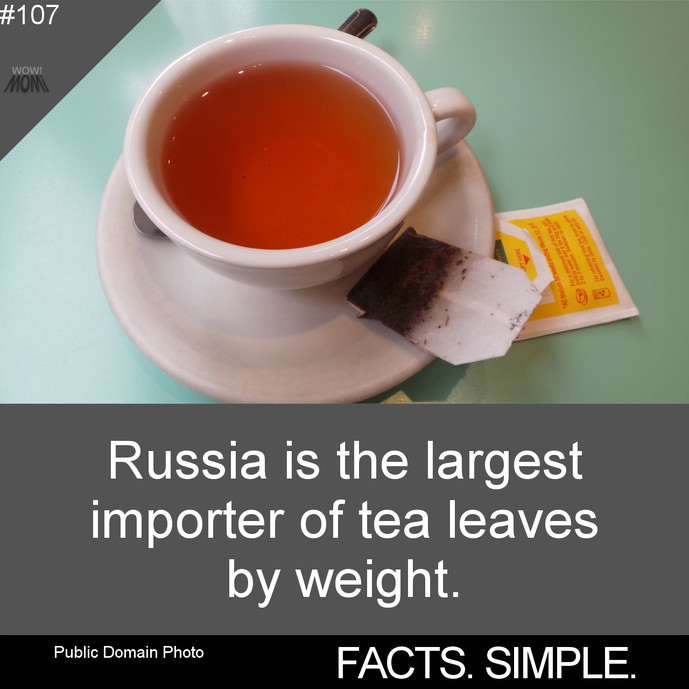 #107
WOW!
MOM!
Russia is the largest
importer of tea leaves
by weight.
Public Domain Photo
FACTS. SIMPLE.